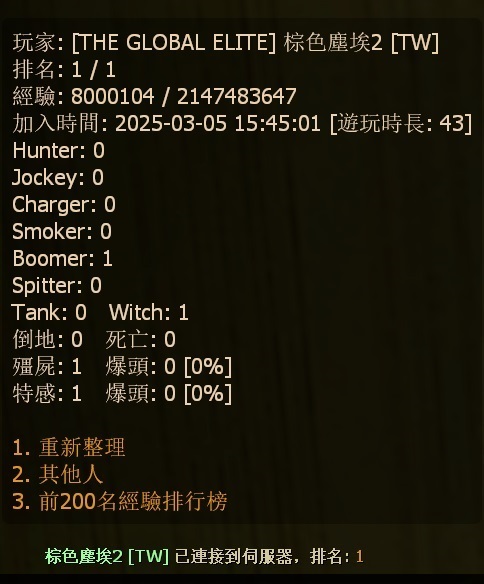 玩家: [THE GLOBAL ELITE] 棕色塵埃2 [TW]
排名: 1 / 1
經驗: 8000104 / 2147483647
加入時間: 2025-03-05 15:45:01 [遊玩時長: 43]
Hunter: 0
Jockey: 0
Charger: 0
Smoker: 0
Boomer: 1
Spitter: 0
Tank: 0 Witch: 1
倒地: 0 死亡: 0
殭屍: 1 爆頭: 0 [0%]
特感: 1 爆頭: 0 [0%]
1. 重新整理
2. 其他人
3. 前200名經驗排行榜
棕色塵埃2 [TW] 已連接到伺服器，排名: 1